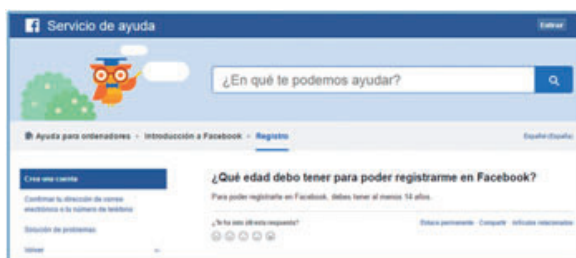 Servicio de ayuda
Entrar
¿En qué te podemos ayudar?
Ayuda para ordenadores
Introducción a Facebook
Registro
Español (España)
Crea una cuenta
Confirmar tu dirección de correo
electrónico o tu número de teléfono
Solución de problemas
Volver
¿Qué edad debo tener para poder registrarme en Facebook?
Para poder registrarte en Facebook, debes tener al menos 14 años.
¿Te ha sido útil esta respuesta?
Enlace permanente · Compartir · Artículos relacionados